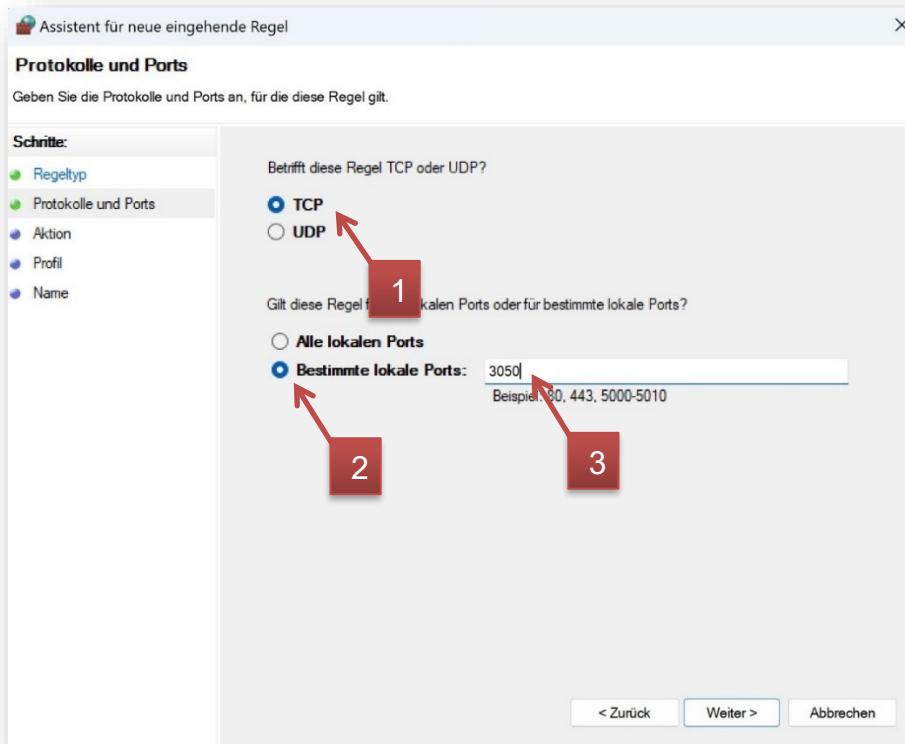 Assistent für neue eingehende Regel
Protokolle und Ports
Geben Sie die Protokolle und Ports an, für die diese Regel gilt.
Schritte:
Regeltyp
Protokolle und Ports
Aktion
Profil
Name
Betrifft diese Regel TCP oder UDP?
TCP
UDP
1
Gilt diese Regel kalen Ports oder für bestimmte lokale Ports?
Alle lokalen Ports
Bestimmte lokale Ports: 3050
Beispiel: 80, 443, 5000-5010
2
3
< Zurück Weiter > Abbrechen